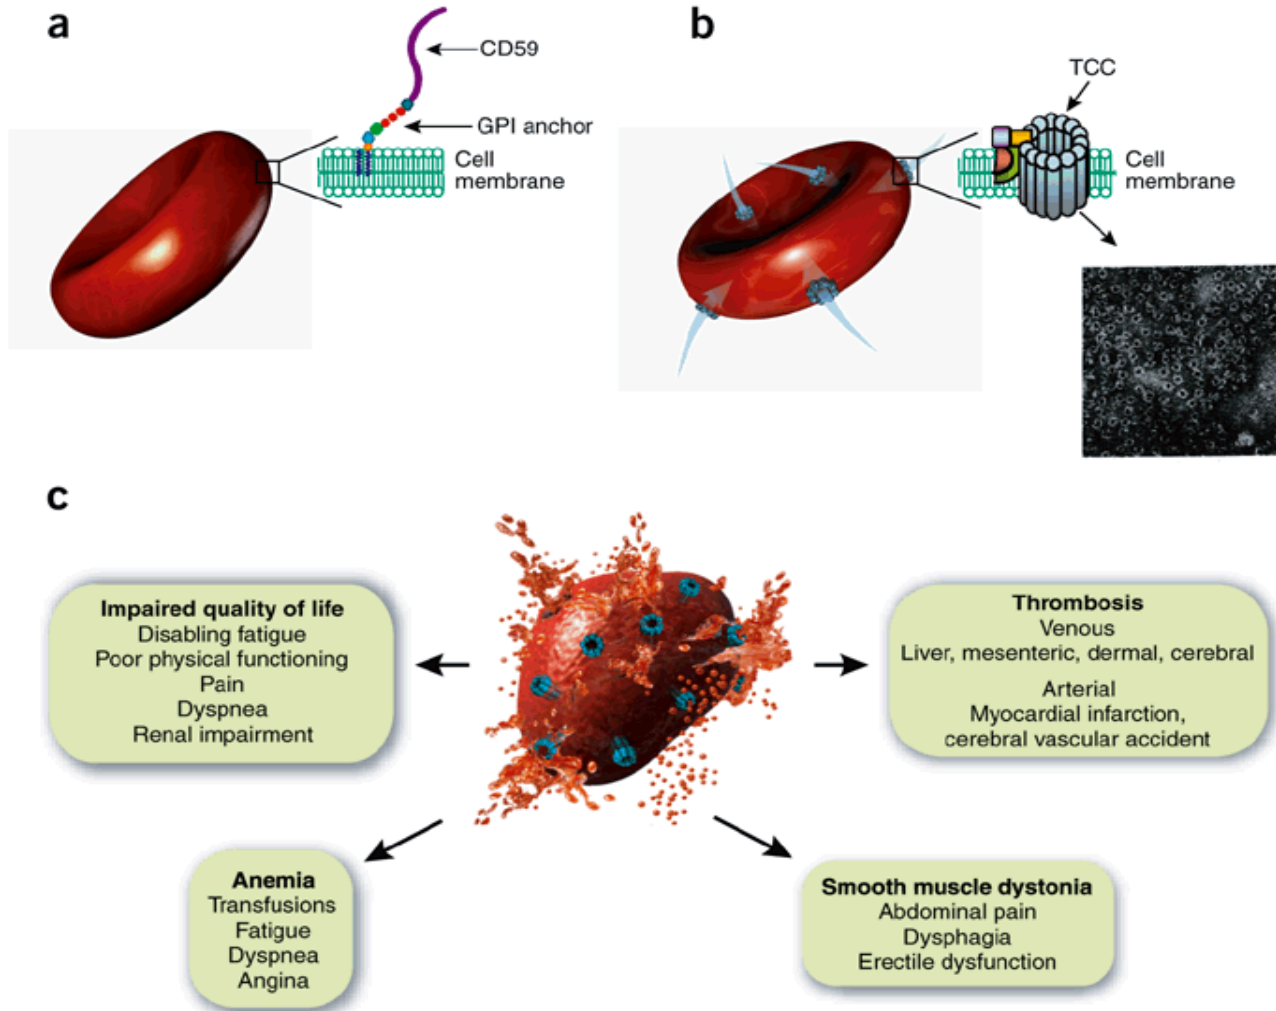 a
CD59
GPI anchor
Cell
membrane
b
TCC
Cell
membrane
c
Impaired quality of life
Disabling fatigue
Poor physical functioning
Pain
Dyspnea
Renal impairment
Thrombosis
Venous
Liver, mesenteric, dermal, cerebral
Arterial
Myocardial infarction,
cerebral vascular accident
Anemia
Transfusions
Fatigue
Dyspnea
Angina
Smooth muscle dystonia
Abdominal pain
Dysphagia
Erectile dysfunction